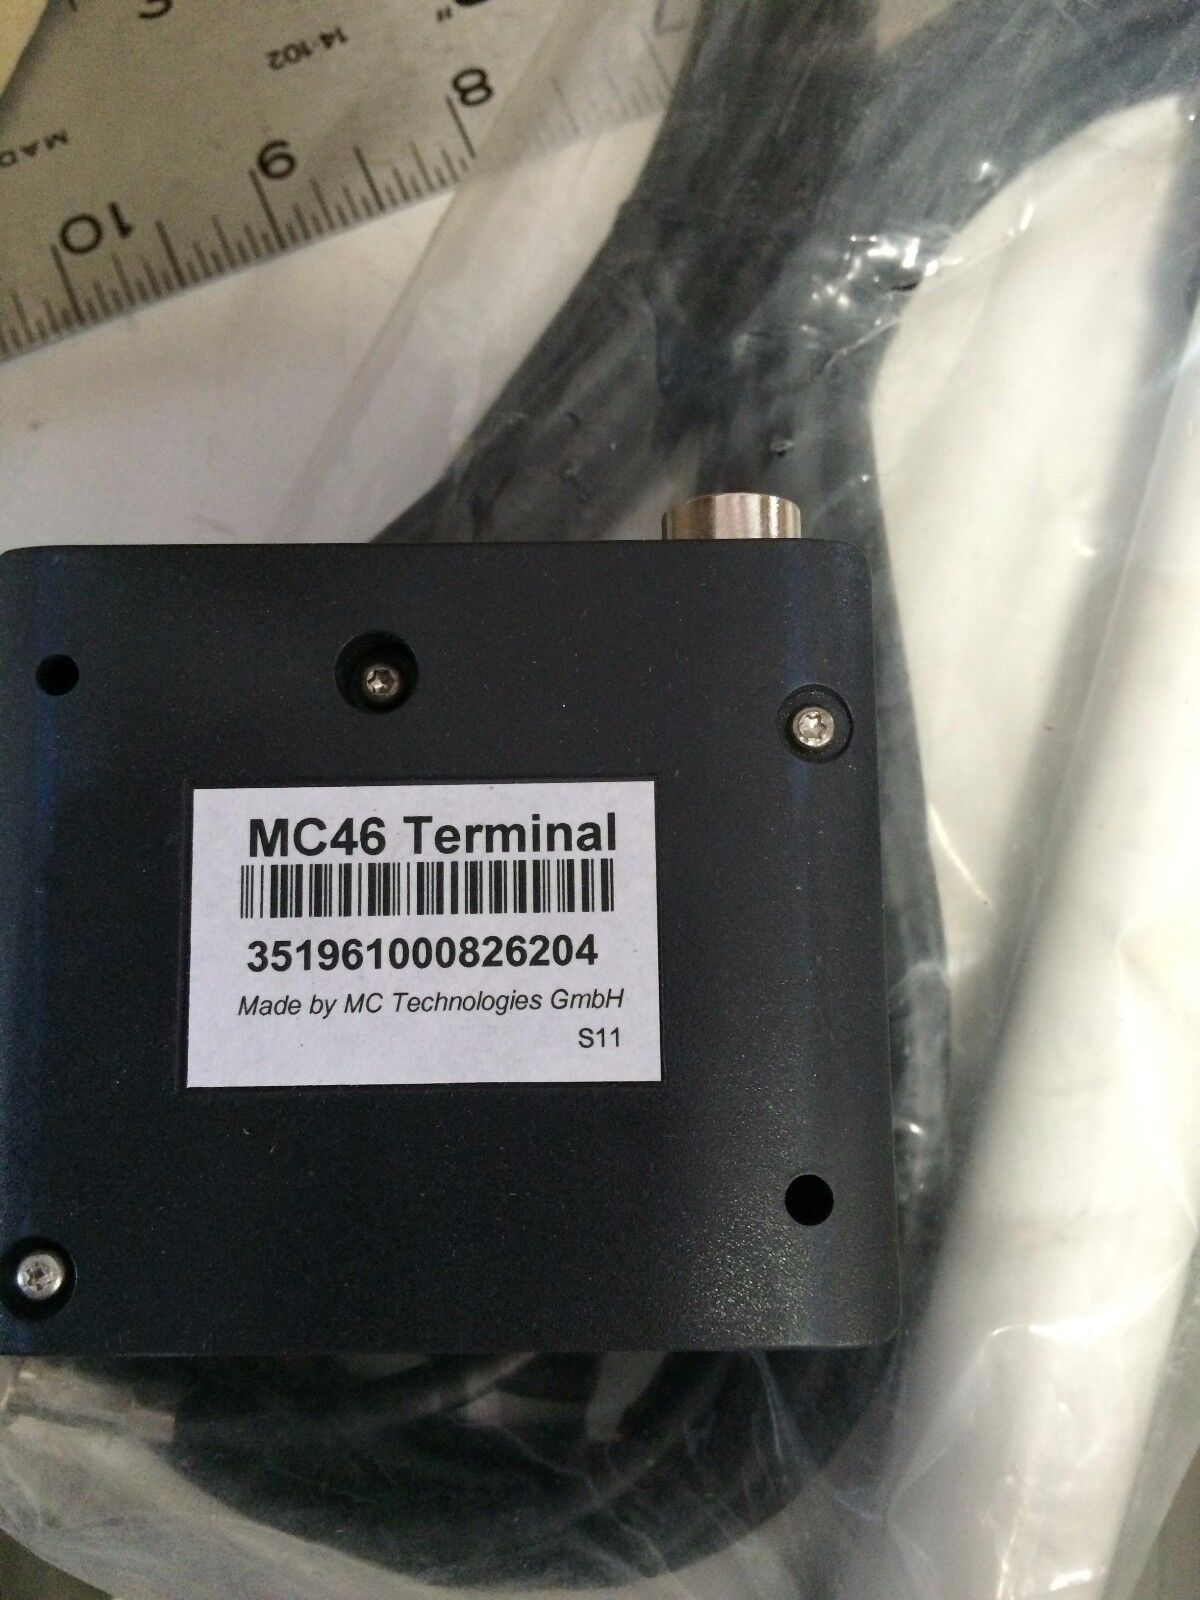 14-102
8
9
10
MC46 Terminal
351961000826204
Made by MC Technologies GmbH
S11